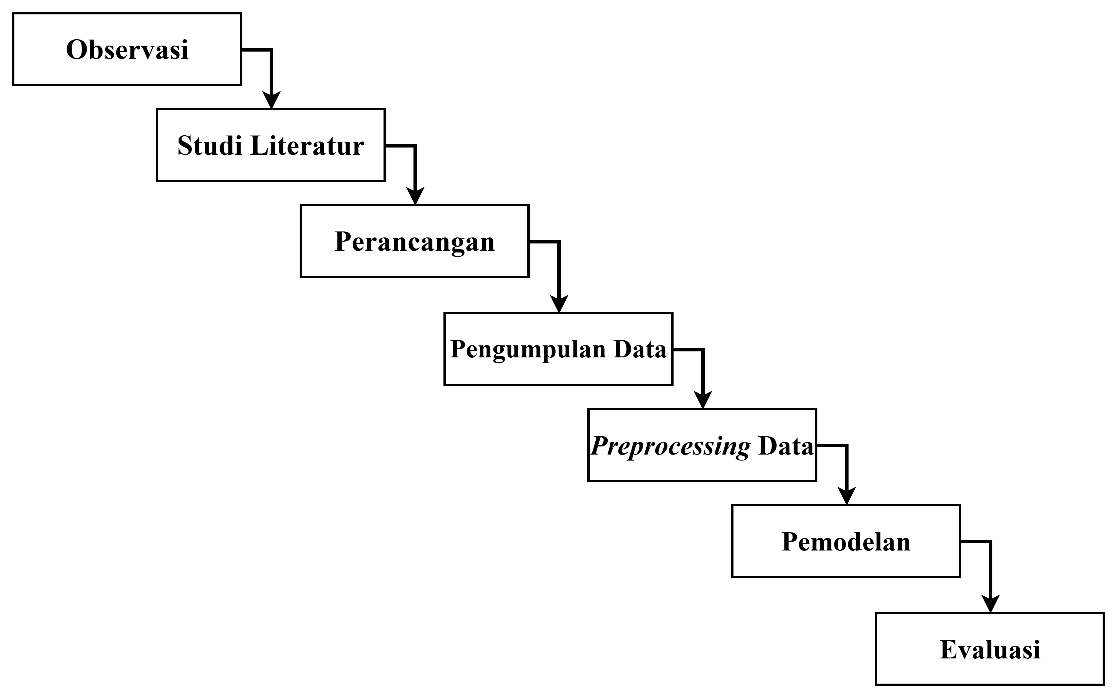 Observasi
Studi Literatur
Perancangan
Pengumpulan Data
Preprocessing Data
Pemodelan
Evaluasi